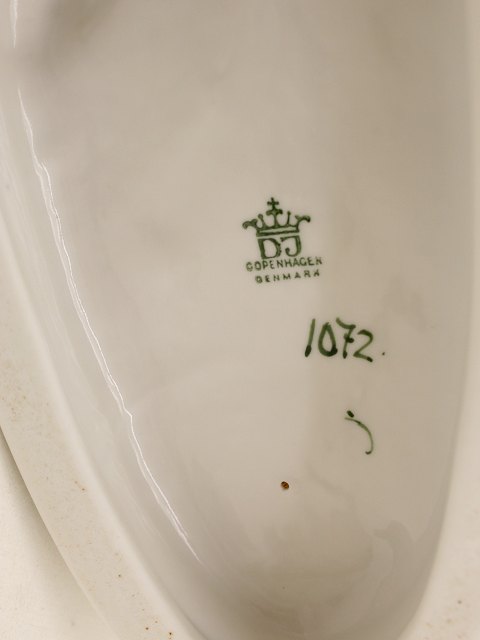 DJ
COPENHAGEN
DENMARK
1072.
j